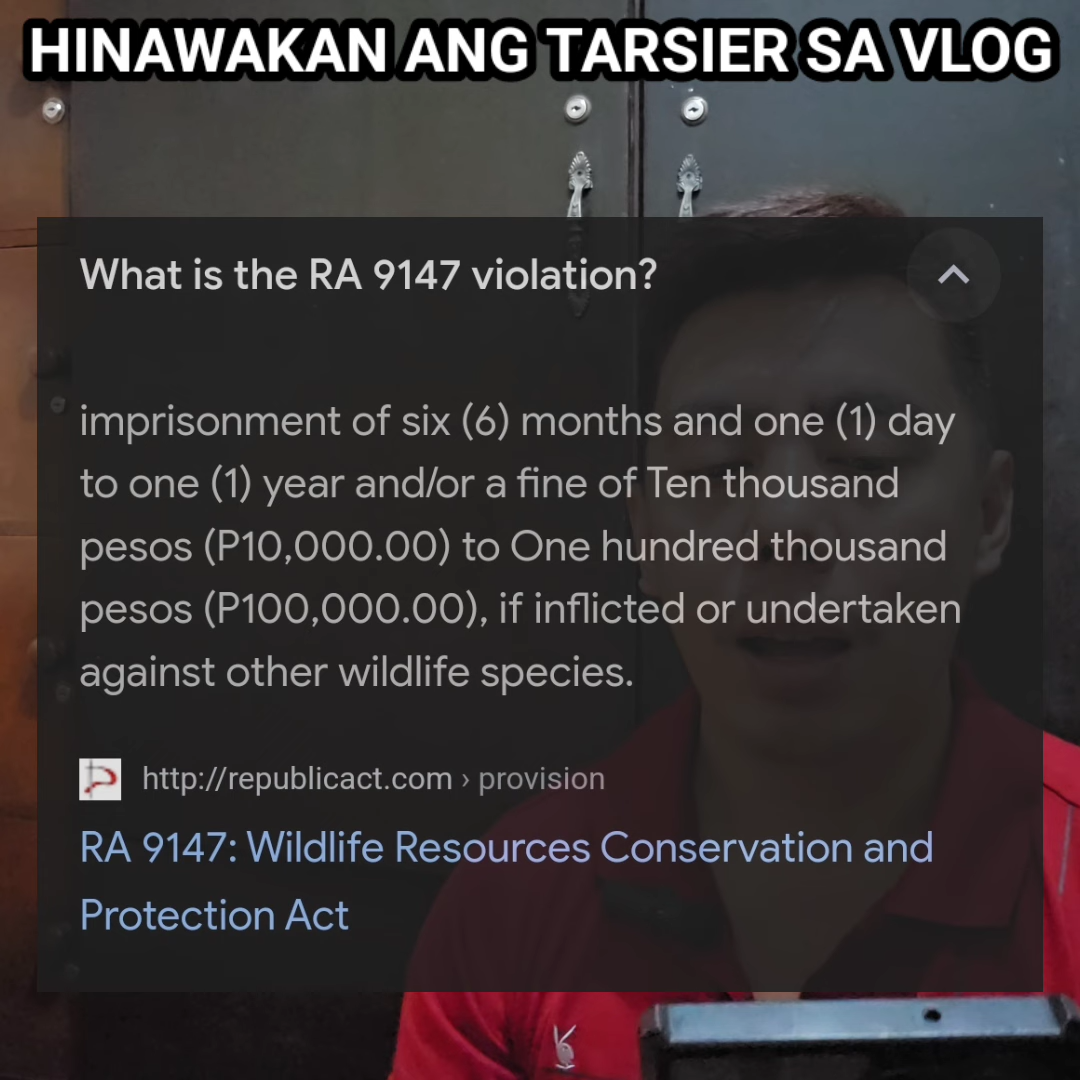 HINAWAKAN ANG TARSIER SA VLOG
What is the RA 9147 violation?
imprisonment of six (6) months and one (1) day
to one (1) year and/or a fine of Ten thousand
pesos (P10,000.00) to One hundred thousand
pesos (P100,000.00), if inflicted or undertaken
against other wildlife species.
http://republicact.com › provision
RA 9147: Wildlife Resources Conservation and
Protection Act